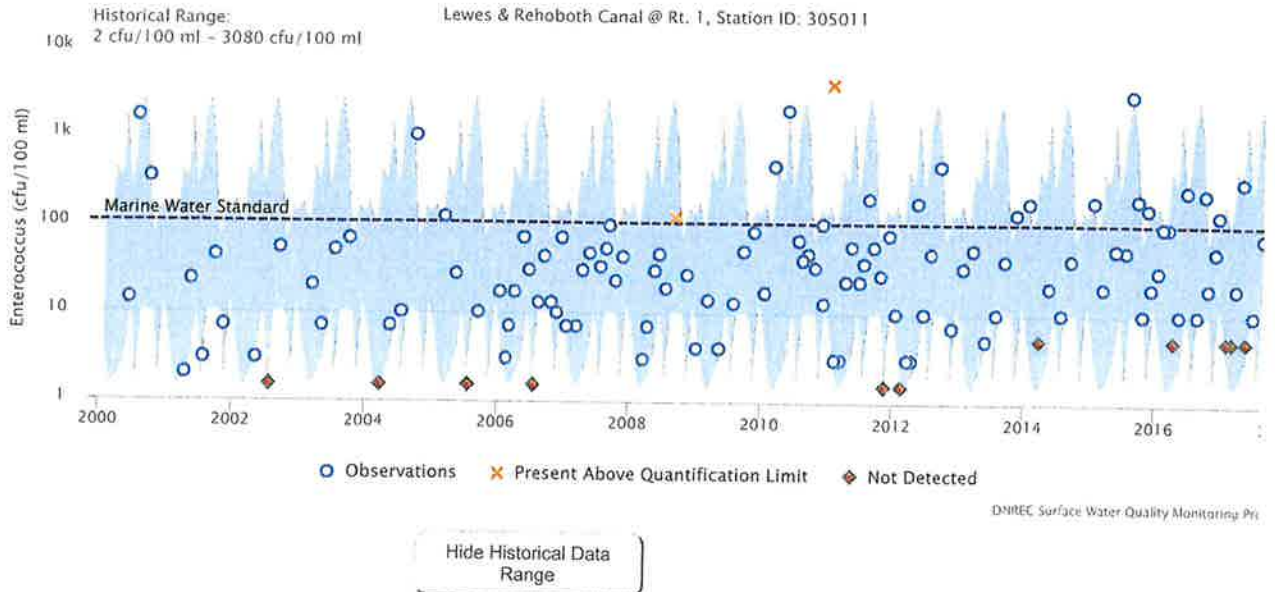 Historical Range:
2 cfu/100 ml - 3080 cfu/100 ml
Lewes & Rehoboth Canal @ Rt. 1, Station ID: 305011
10k
1k
100
10
1
Enterococcus (cfu/100 ml)
Marine Water Standard
2000
2002
2004
2006
2008
2010
2012
2014
2016
Observations
Present Above Quantification Limit
Not Detected
DNREC Surface Water Quality Monitoring Pr
Hide Historical Data
Range